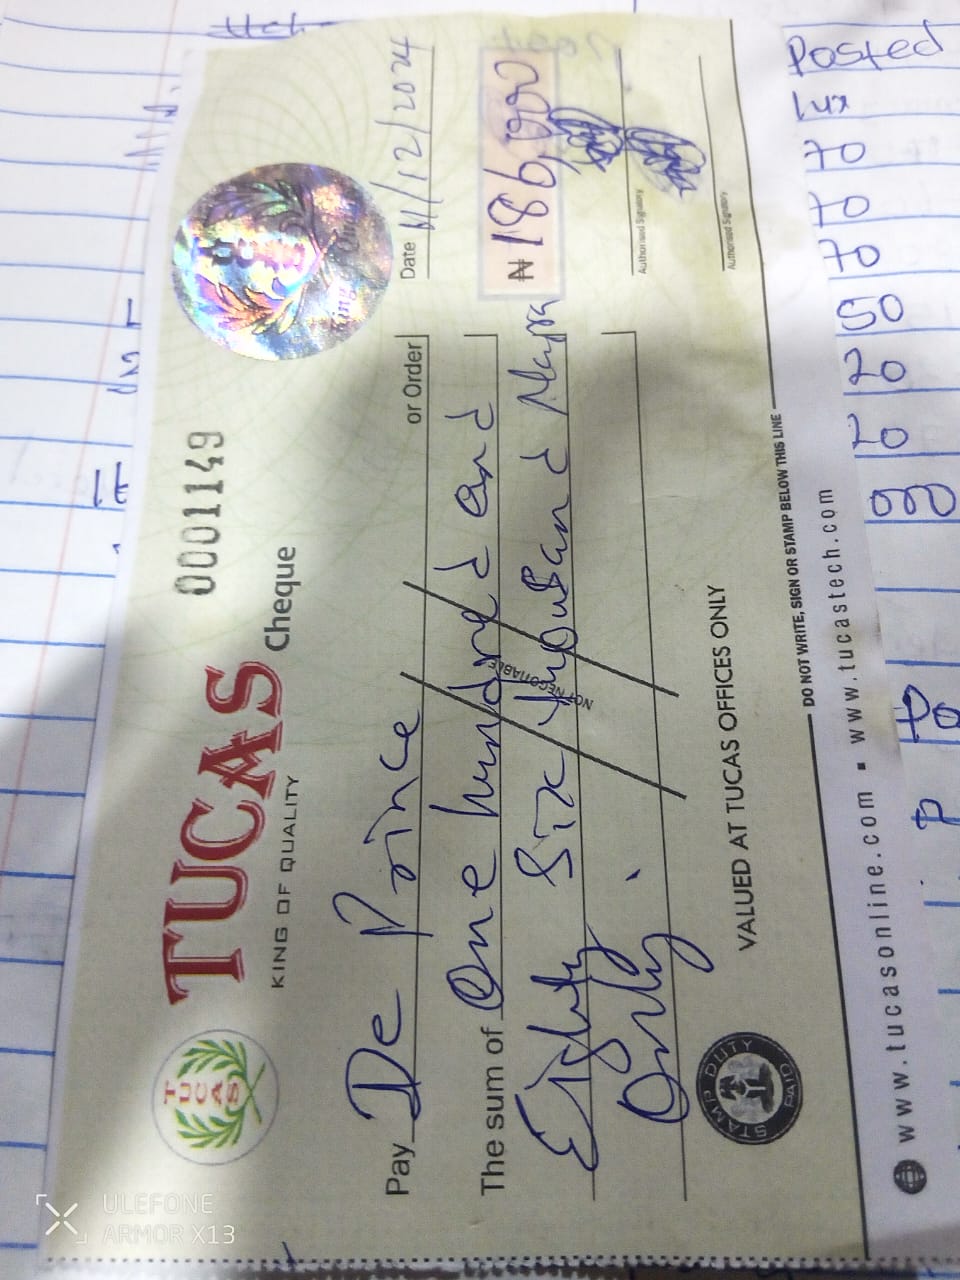 TUCAS
TUCAS
KING OF QUALITY
Cheque
0001149
Date 11/12/2024
Pay De Prince or Order
The sum of One hundred and
₦ 186,000
Eighty Six thousand Naira
Only.
NOT NEGOTIABLE
Authorised Signatory
Authorised Signatory
STAMP DUTY PAID
VALUED AT TUCAS OFFICES ONLY
DO NOT WRITE, SIGN OR STAMP BELOW THIS LINE
www.tucasonline.com ▪ www.tucastech.com
Posted
70
70
70
50
20
20
ULEFONE
ARMOR X13